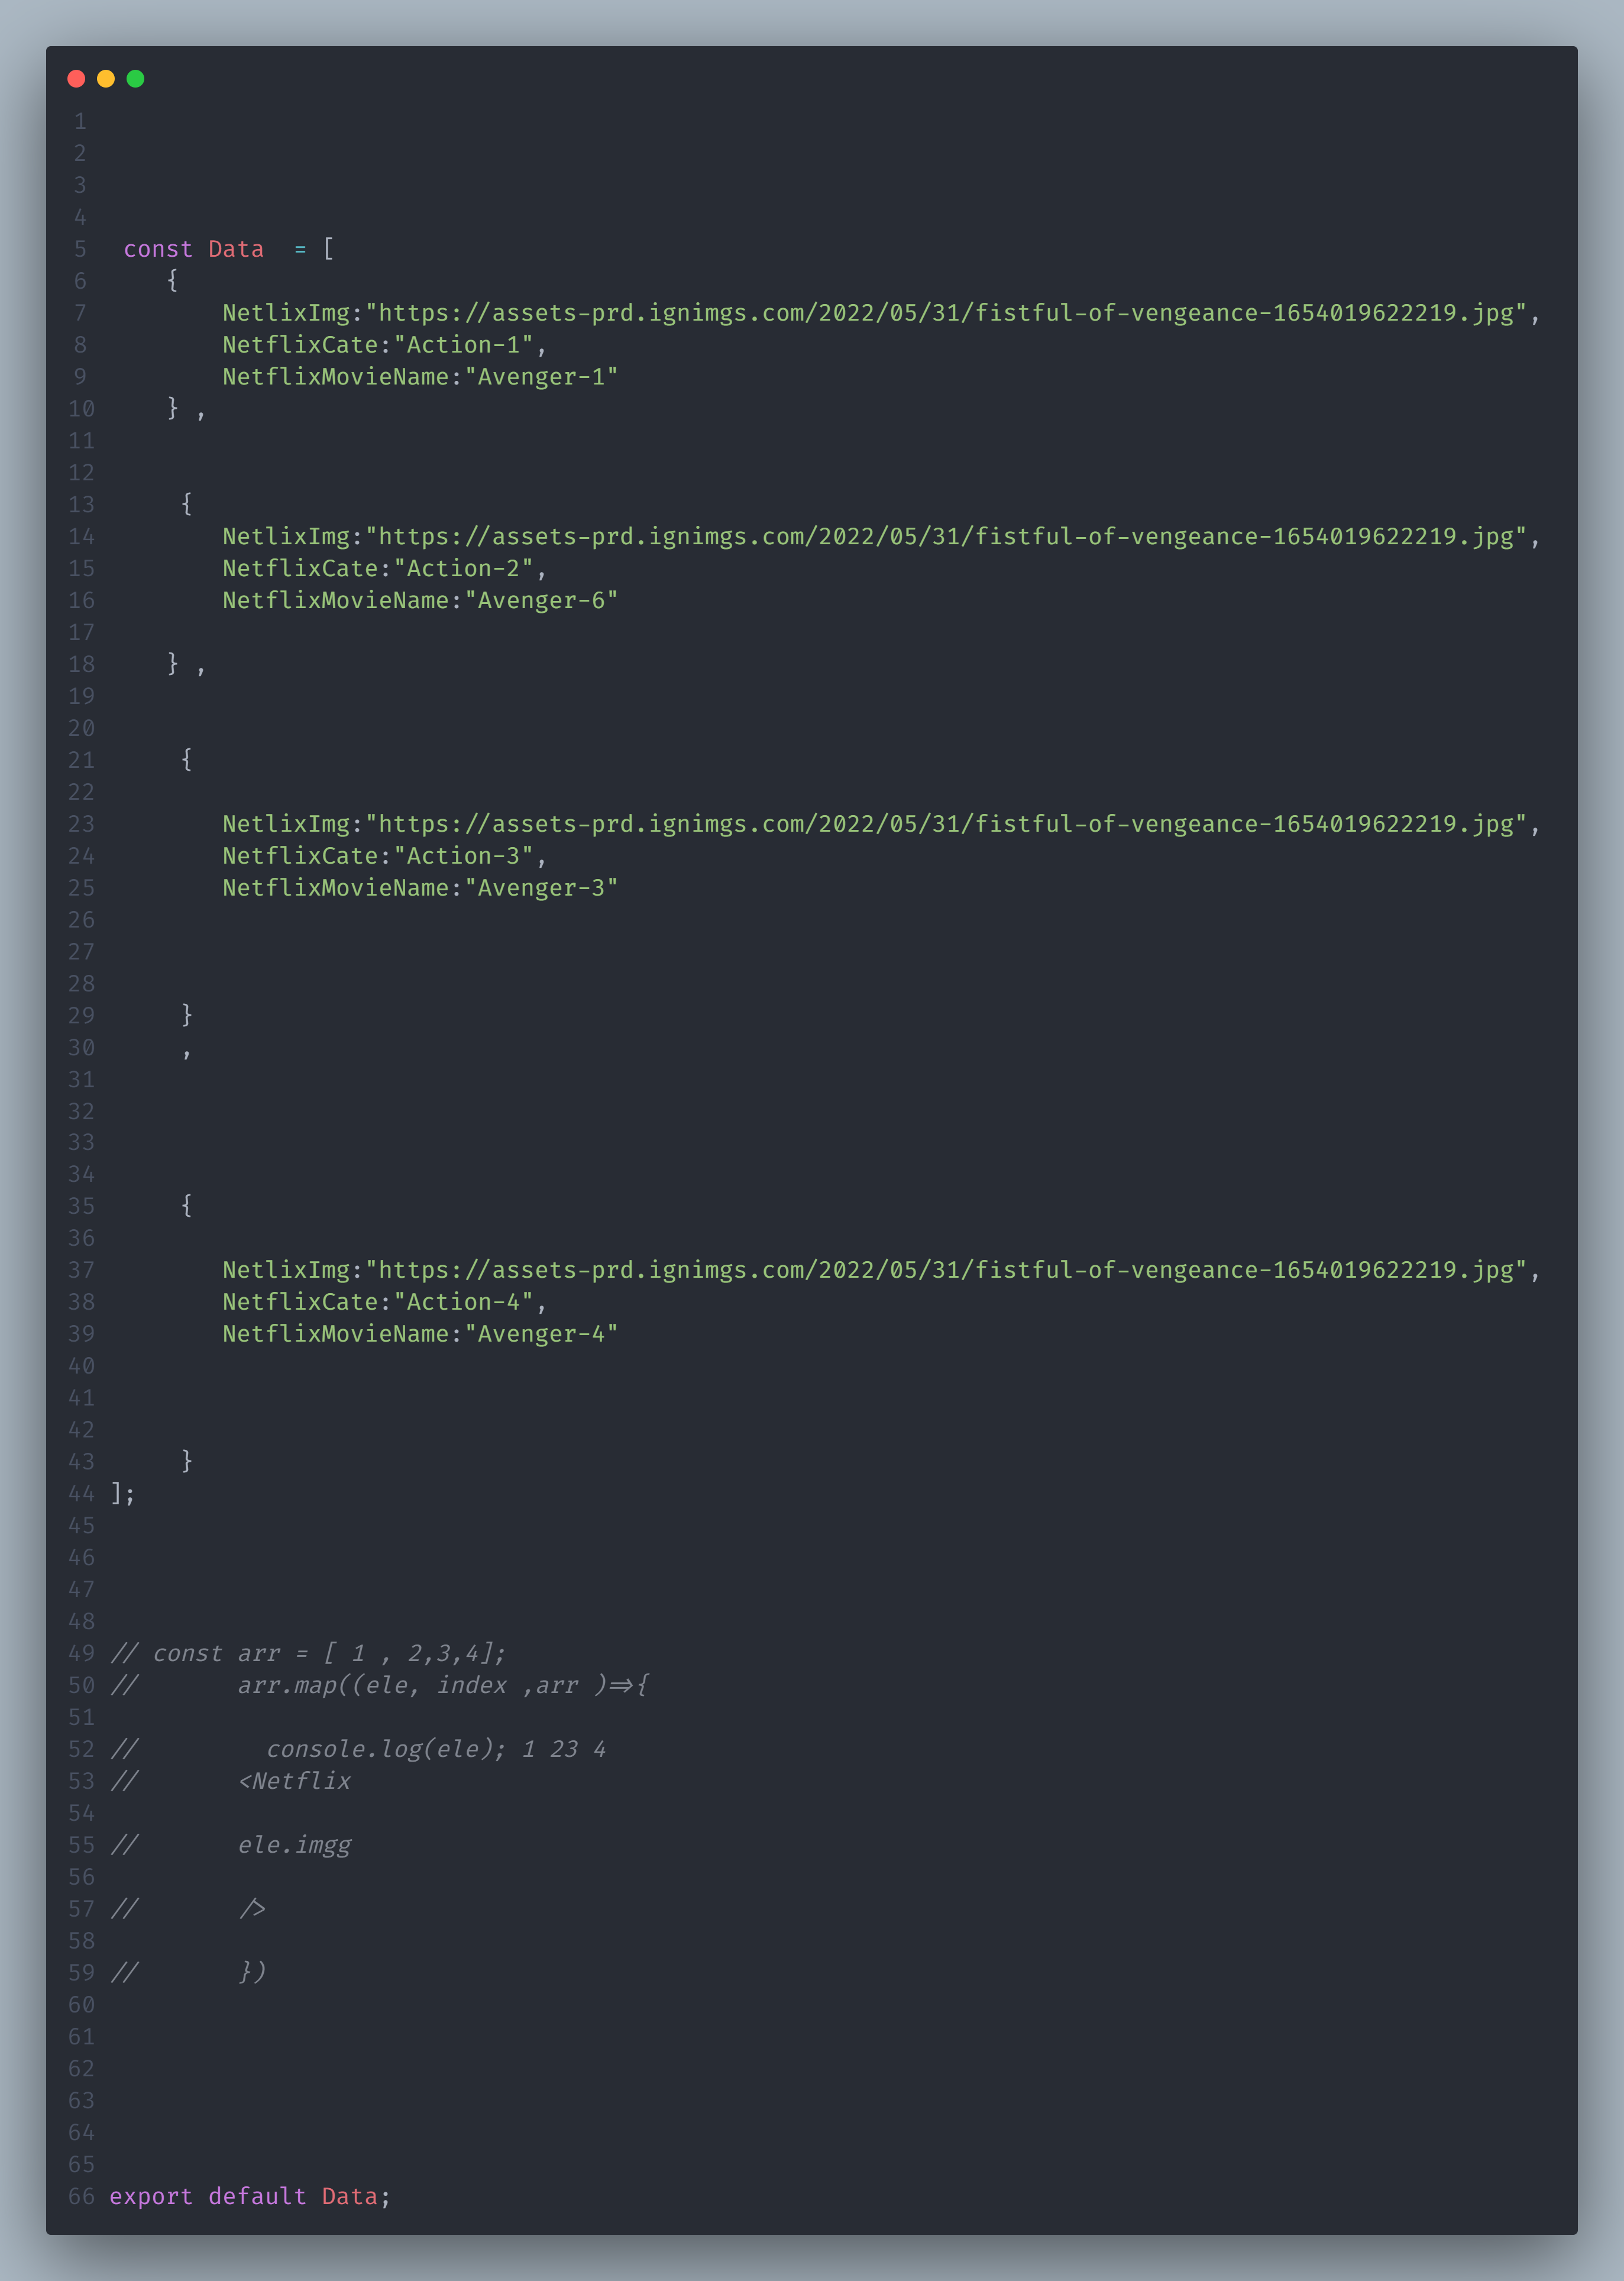 1
2
3
4
5 const Data  = [
6 {
7 NetlixImg:"https://assets-prd.ignimgs.com/2022/05/31/fistful-of-vengeance-1654019622219.jpg",
8 NetflixCate:"Action-1",
9 NetflixMovieName:"Avenger-1"
10 } ,
11
12
13 {
14 NetlixImg:"https://assets-prd.ignimgs.com/2022/05/31/fistful-of-vengeance-1654019622219.jpg",
15 NetflixCate:"Action-2",
16 NetflixMovieName:"Avenger-6"
17
18 } ,
19
20
21 {
22
23 NetlixImg:"https://assets-prd.ignimgs.com/2022/05/31/fistful-of-vengeance-1654019622219.jpg",
24 NetflixCate:"Action-3",
25 NetflixMovieName:"Avenger-3"
26
27
28
29 }
30 ,
31
32
33
34
35 {
36
37 NetlixImg:"https://assets-prd.ignimgs.com/2022/05/31/fistful-of-vengeance-1654019622219.jpg",
38 NetflixCate:"Action-4",
39 NetflixMovieName:"Avenger-4"
40
41
42
43 }
44 ];
45
46
47
48
49 // const arr = [ 1 , 2,3,4];
50 //       arr.map((ele, index ,arr )=>{
51
52 //         console.log(ele); 1 23 4
53 //       <Netflix
54
55 //       ele.imgg
56
57 //       />
58
59 //       })
60
61
62
63
64
65
66 export default Data;